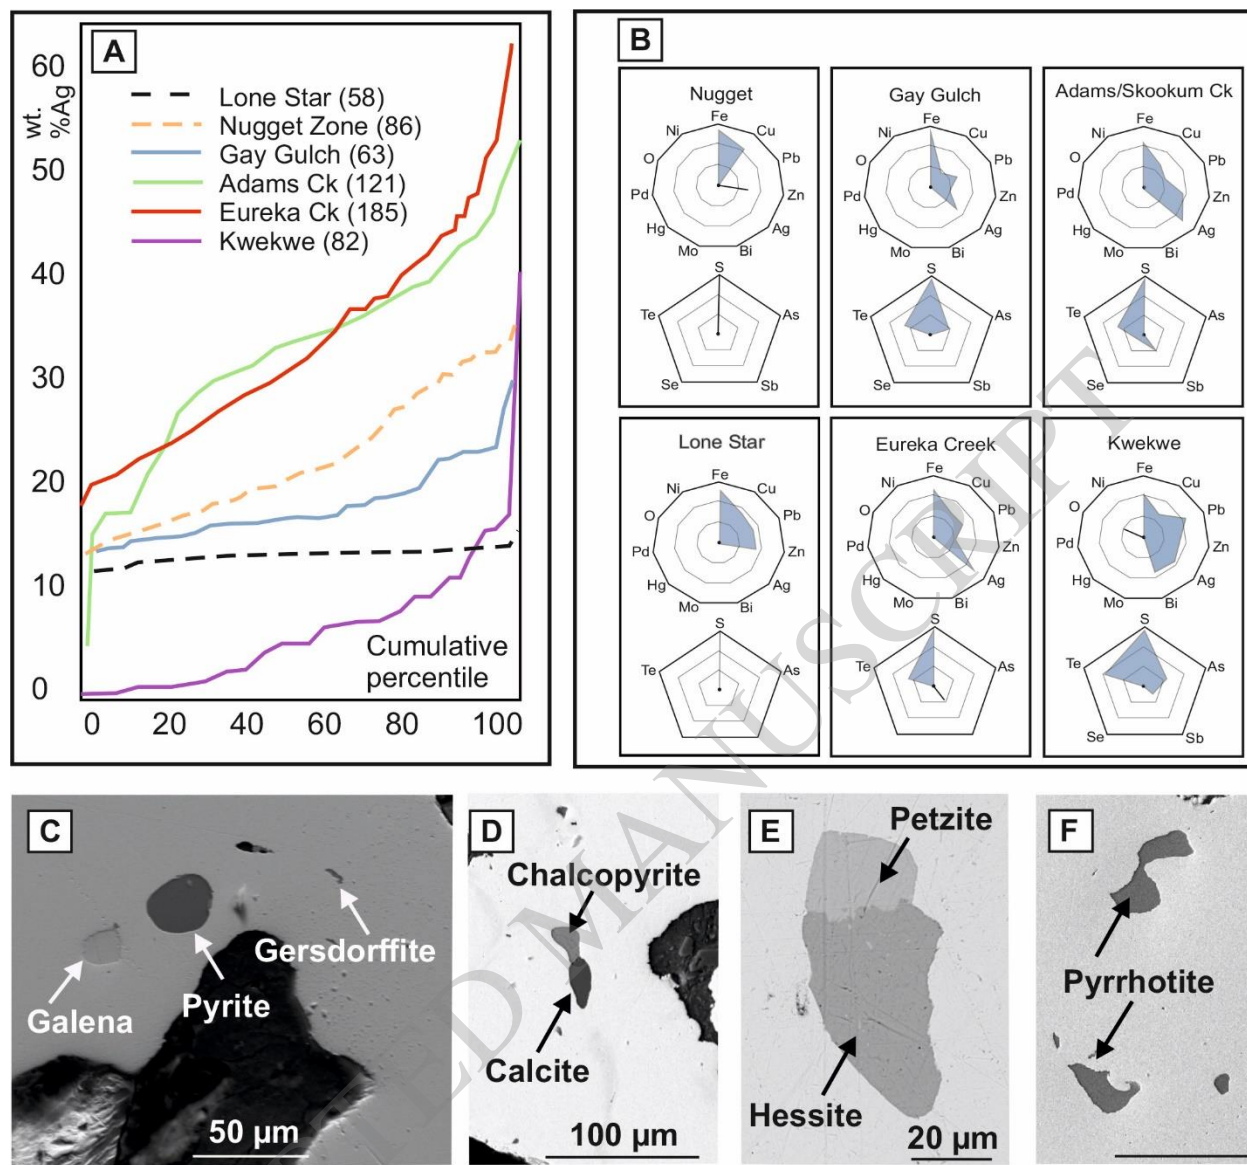 A
60
wt.
%Ag
50
40
30
20
10
0
Lone Star (58)
Nugget Zone (86)
Gay Gulch (63)
Adams Ck (121)
Eureka Ck (185)
Kwekwe (82)
Cumulative
percentile
0 20 40 60 80 100
B
Nugget
Fe
Ni Cu
O Pb
Pd Zn
Hg Ag
Mo Bi
S
Te As
Se Sb
Gay Gulch
Fe
Ni Cu
O Pb
Pd Zn
Hg Ag
Mo Bi
S
Te As
Se Sb
Adams/Skookum Ck
Fe
Ni Cu
O Pb
Pd Zn
Hg Ag
Mo Bi
S
Te As
Se Sb
Lone Star
Fe
Ni Cu
O Pb
Pd Zn
Hg Ag
Mo Bi
S
Te As
Eureka Creek
Fe
Ni Cu
O Pb
Pd Zn
Hg Ag
Mo Bi
S
Te As
Kwekwe
Fe
Ni Cu
O Pb
Pd Zn
Hg Ag
Mo Bi
S
Te As
Se Sb
C
Galena
Pyrite
Gersdorffite
50 µm
D
Chalcopyrite
Calcite
100 µm
E
Petzite
Hessite
20 µm
F
Pyrrhotite
TED MANUSCRIPT